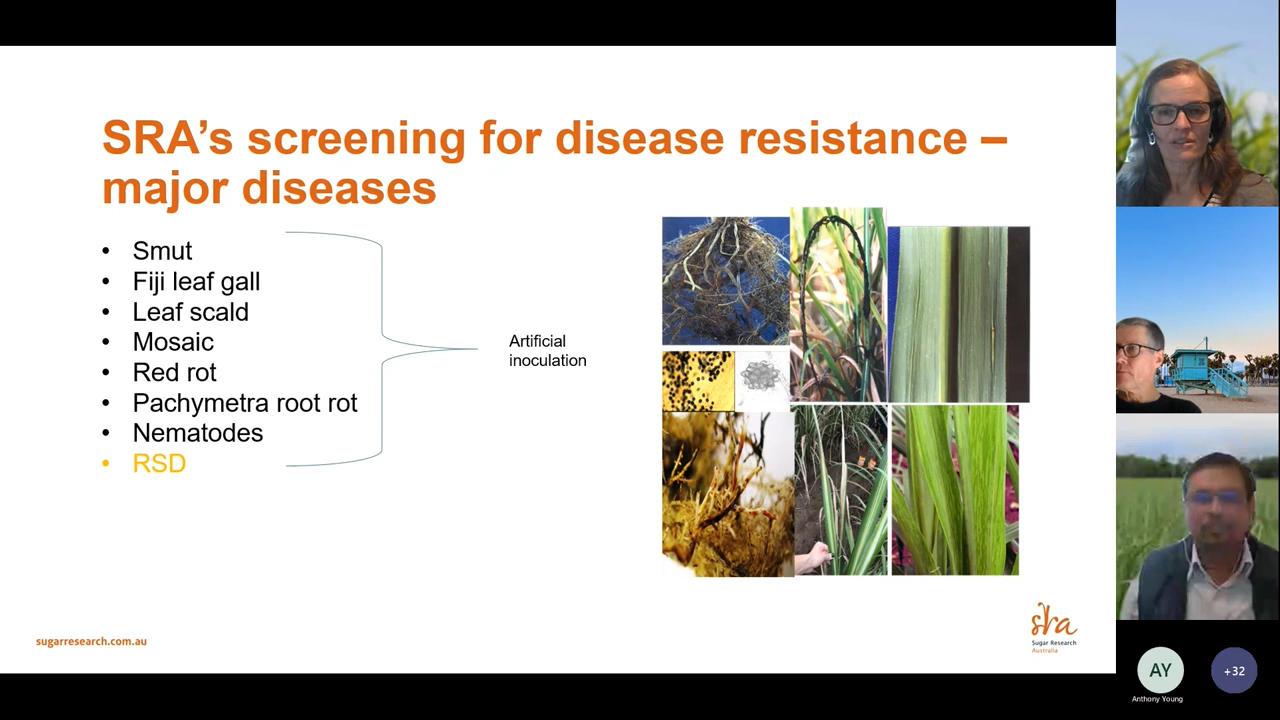 SRA’s screening for disease resistance –
major diseases
• Smut
• Fiji leaf gall
• Leaf scald
• Mosaic
• Red rot
• Pachymetra root rot
• Nematodes
• RSD
Artificial
inoculation
sugarresearch.com.au
sra
Sugar Research
Australia
AY
+32
Anthony Young